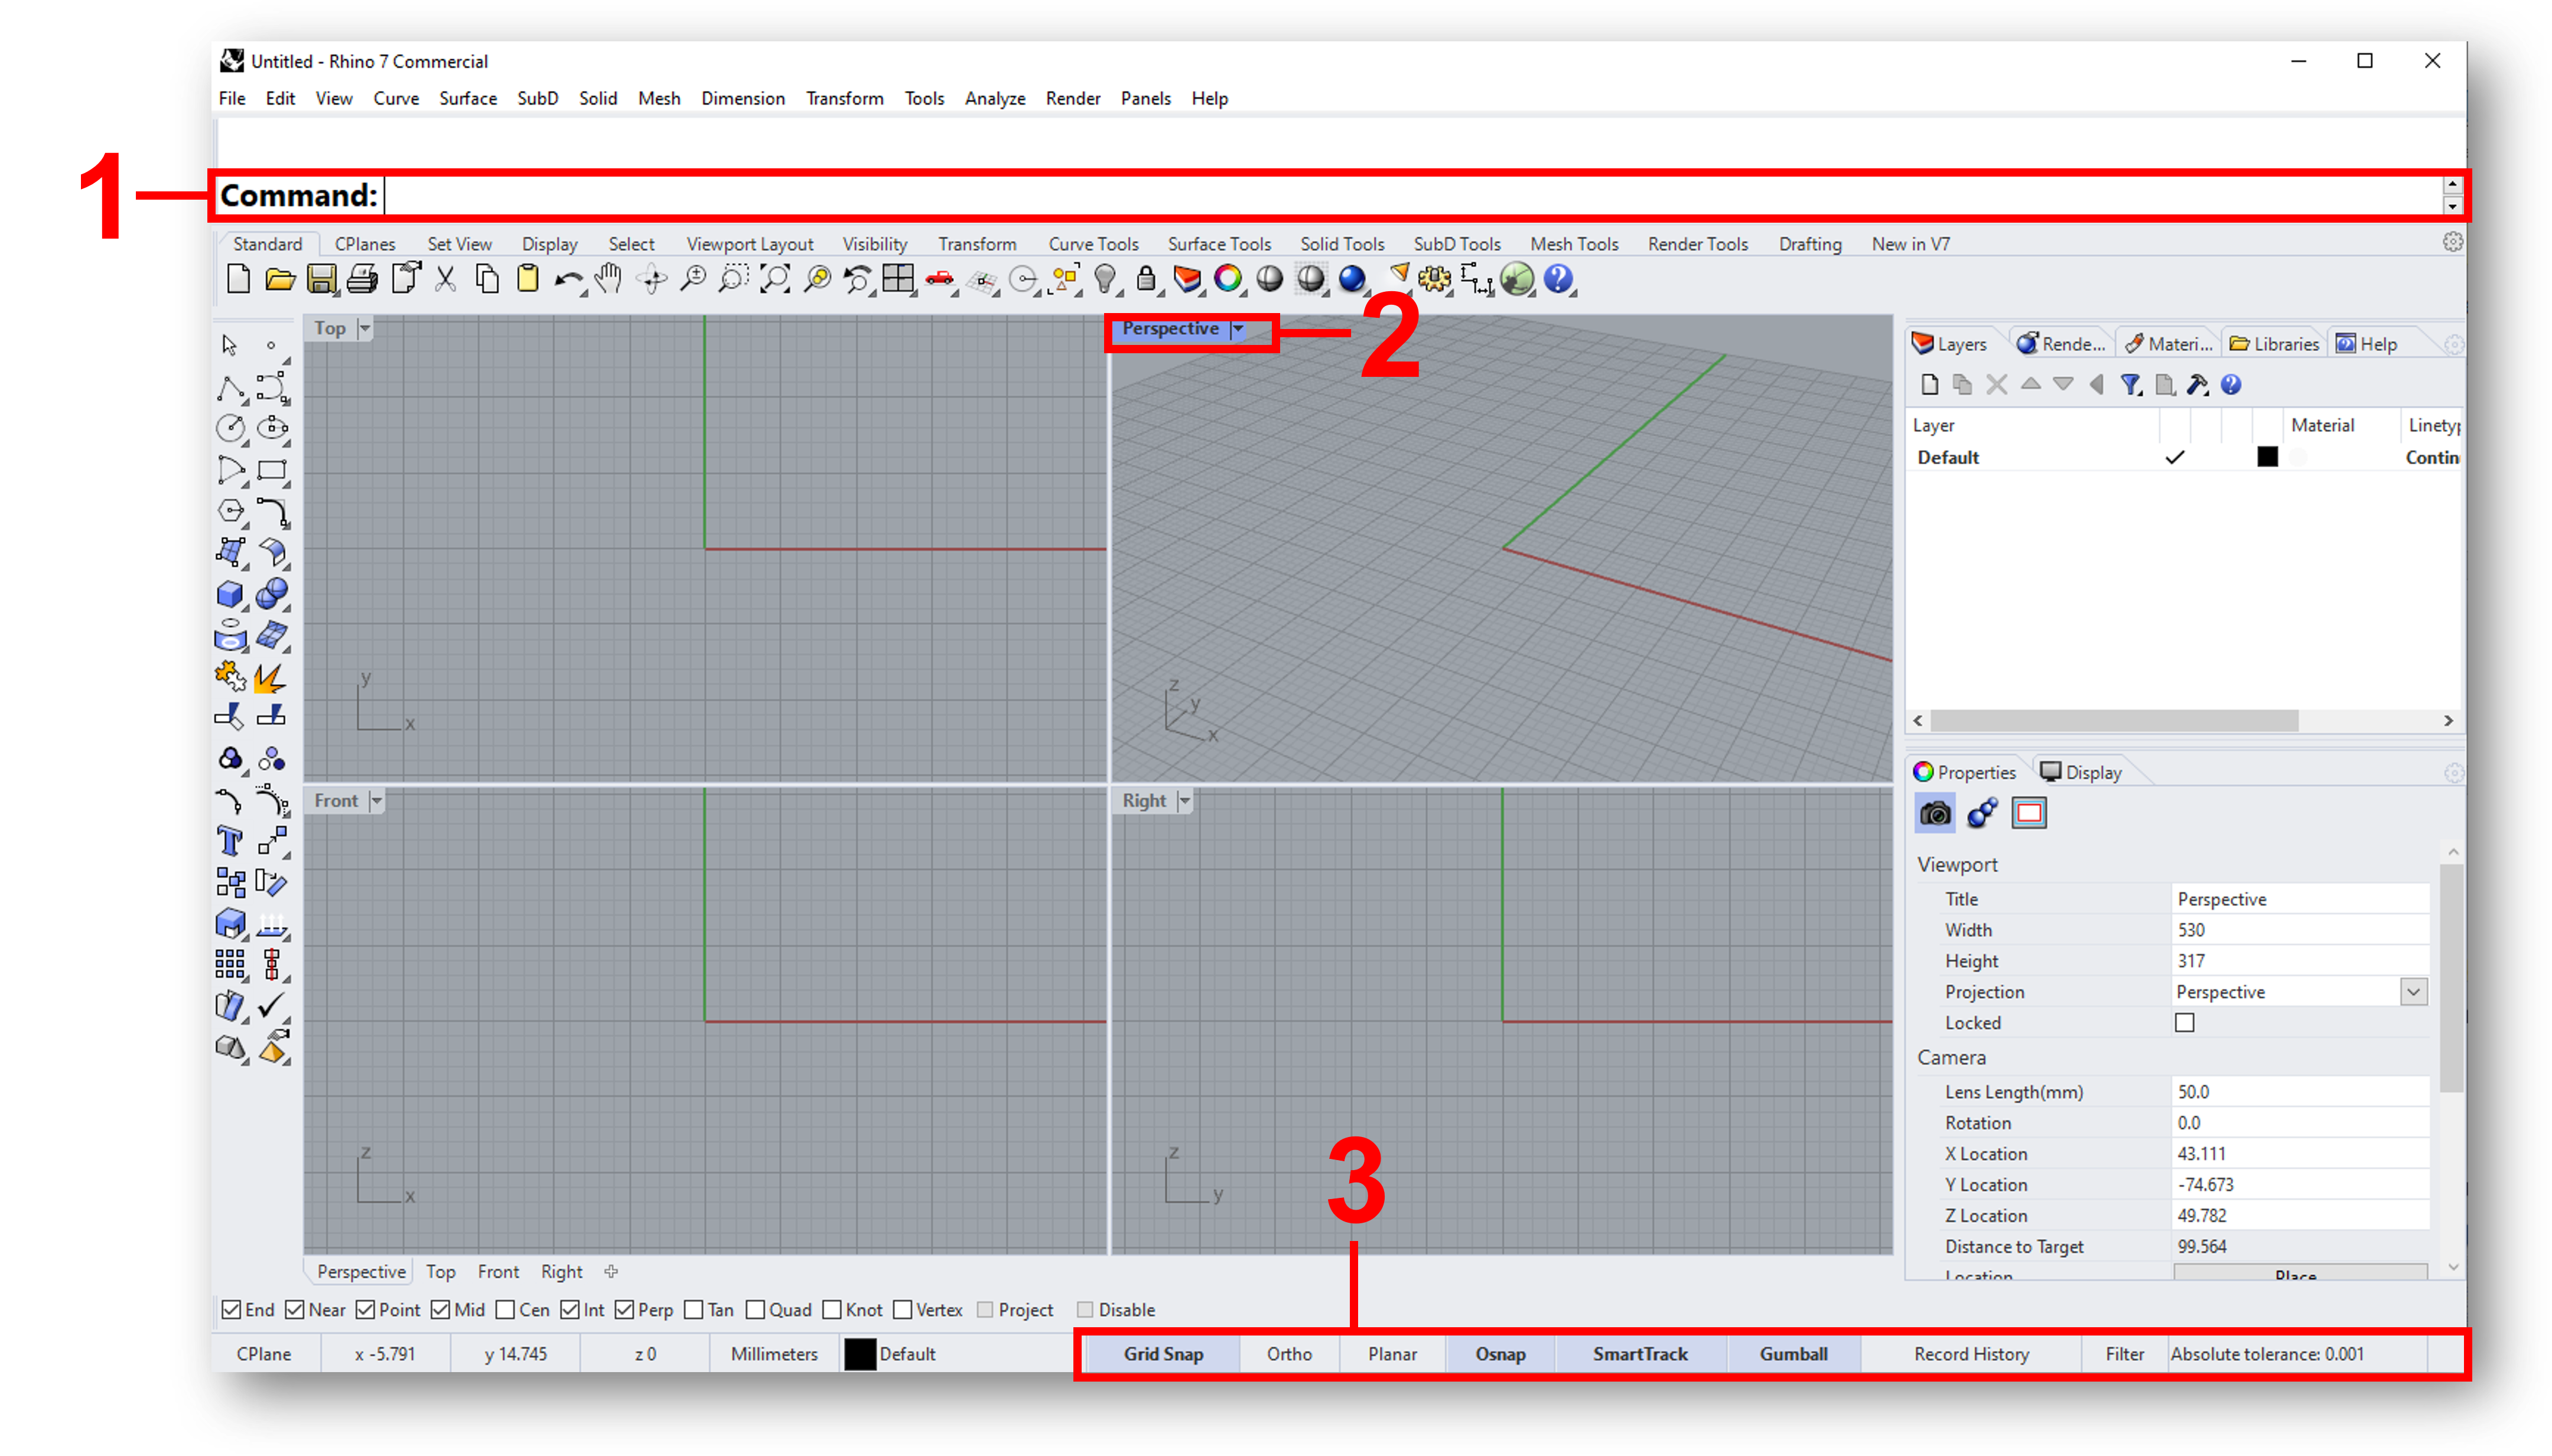 Untitled - Rhino 7 Commercial
File Edit View Curve Surface SubD Solid Mesh Dimension Transform Tools Analyze Render Panels Help
1
Command:
Standard CPlanes Set View Display Select Viewport Layout Visibility Transform Curve Tools Surface Tools Solid Tools SubD Tools Mesh Tools Render Tools Drafting New in V7
Top
Perspective
2
Layers Rende... Materi... Libraries Help
Layer Material Linety
Default Contin
y
x
z
y
x
Properties Display
Front
Right
Viewport
Title Perspective
Width 530
Height 317
Projection Perspective
Locked
Camera
Lens Length(mm) 50.0
Rotation 0.0
X Location 43.111
Y Location -74.673
Z Location 49.782
Distance to Target 99.564
Location Place
z
x
z
y
3
Perspective Top Front Right
End Near Point Mid Cen Int Perp Tan Quad Knot Vertex Project Disable
CPlane x -5.791 y 14.745 z 0 Millimeters Default Grid Snap Ortho Planar Osnap SmartTrack Gumball Record History Filter Absolute tolerance: 0.001